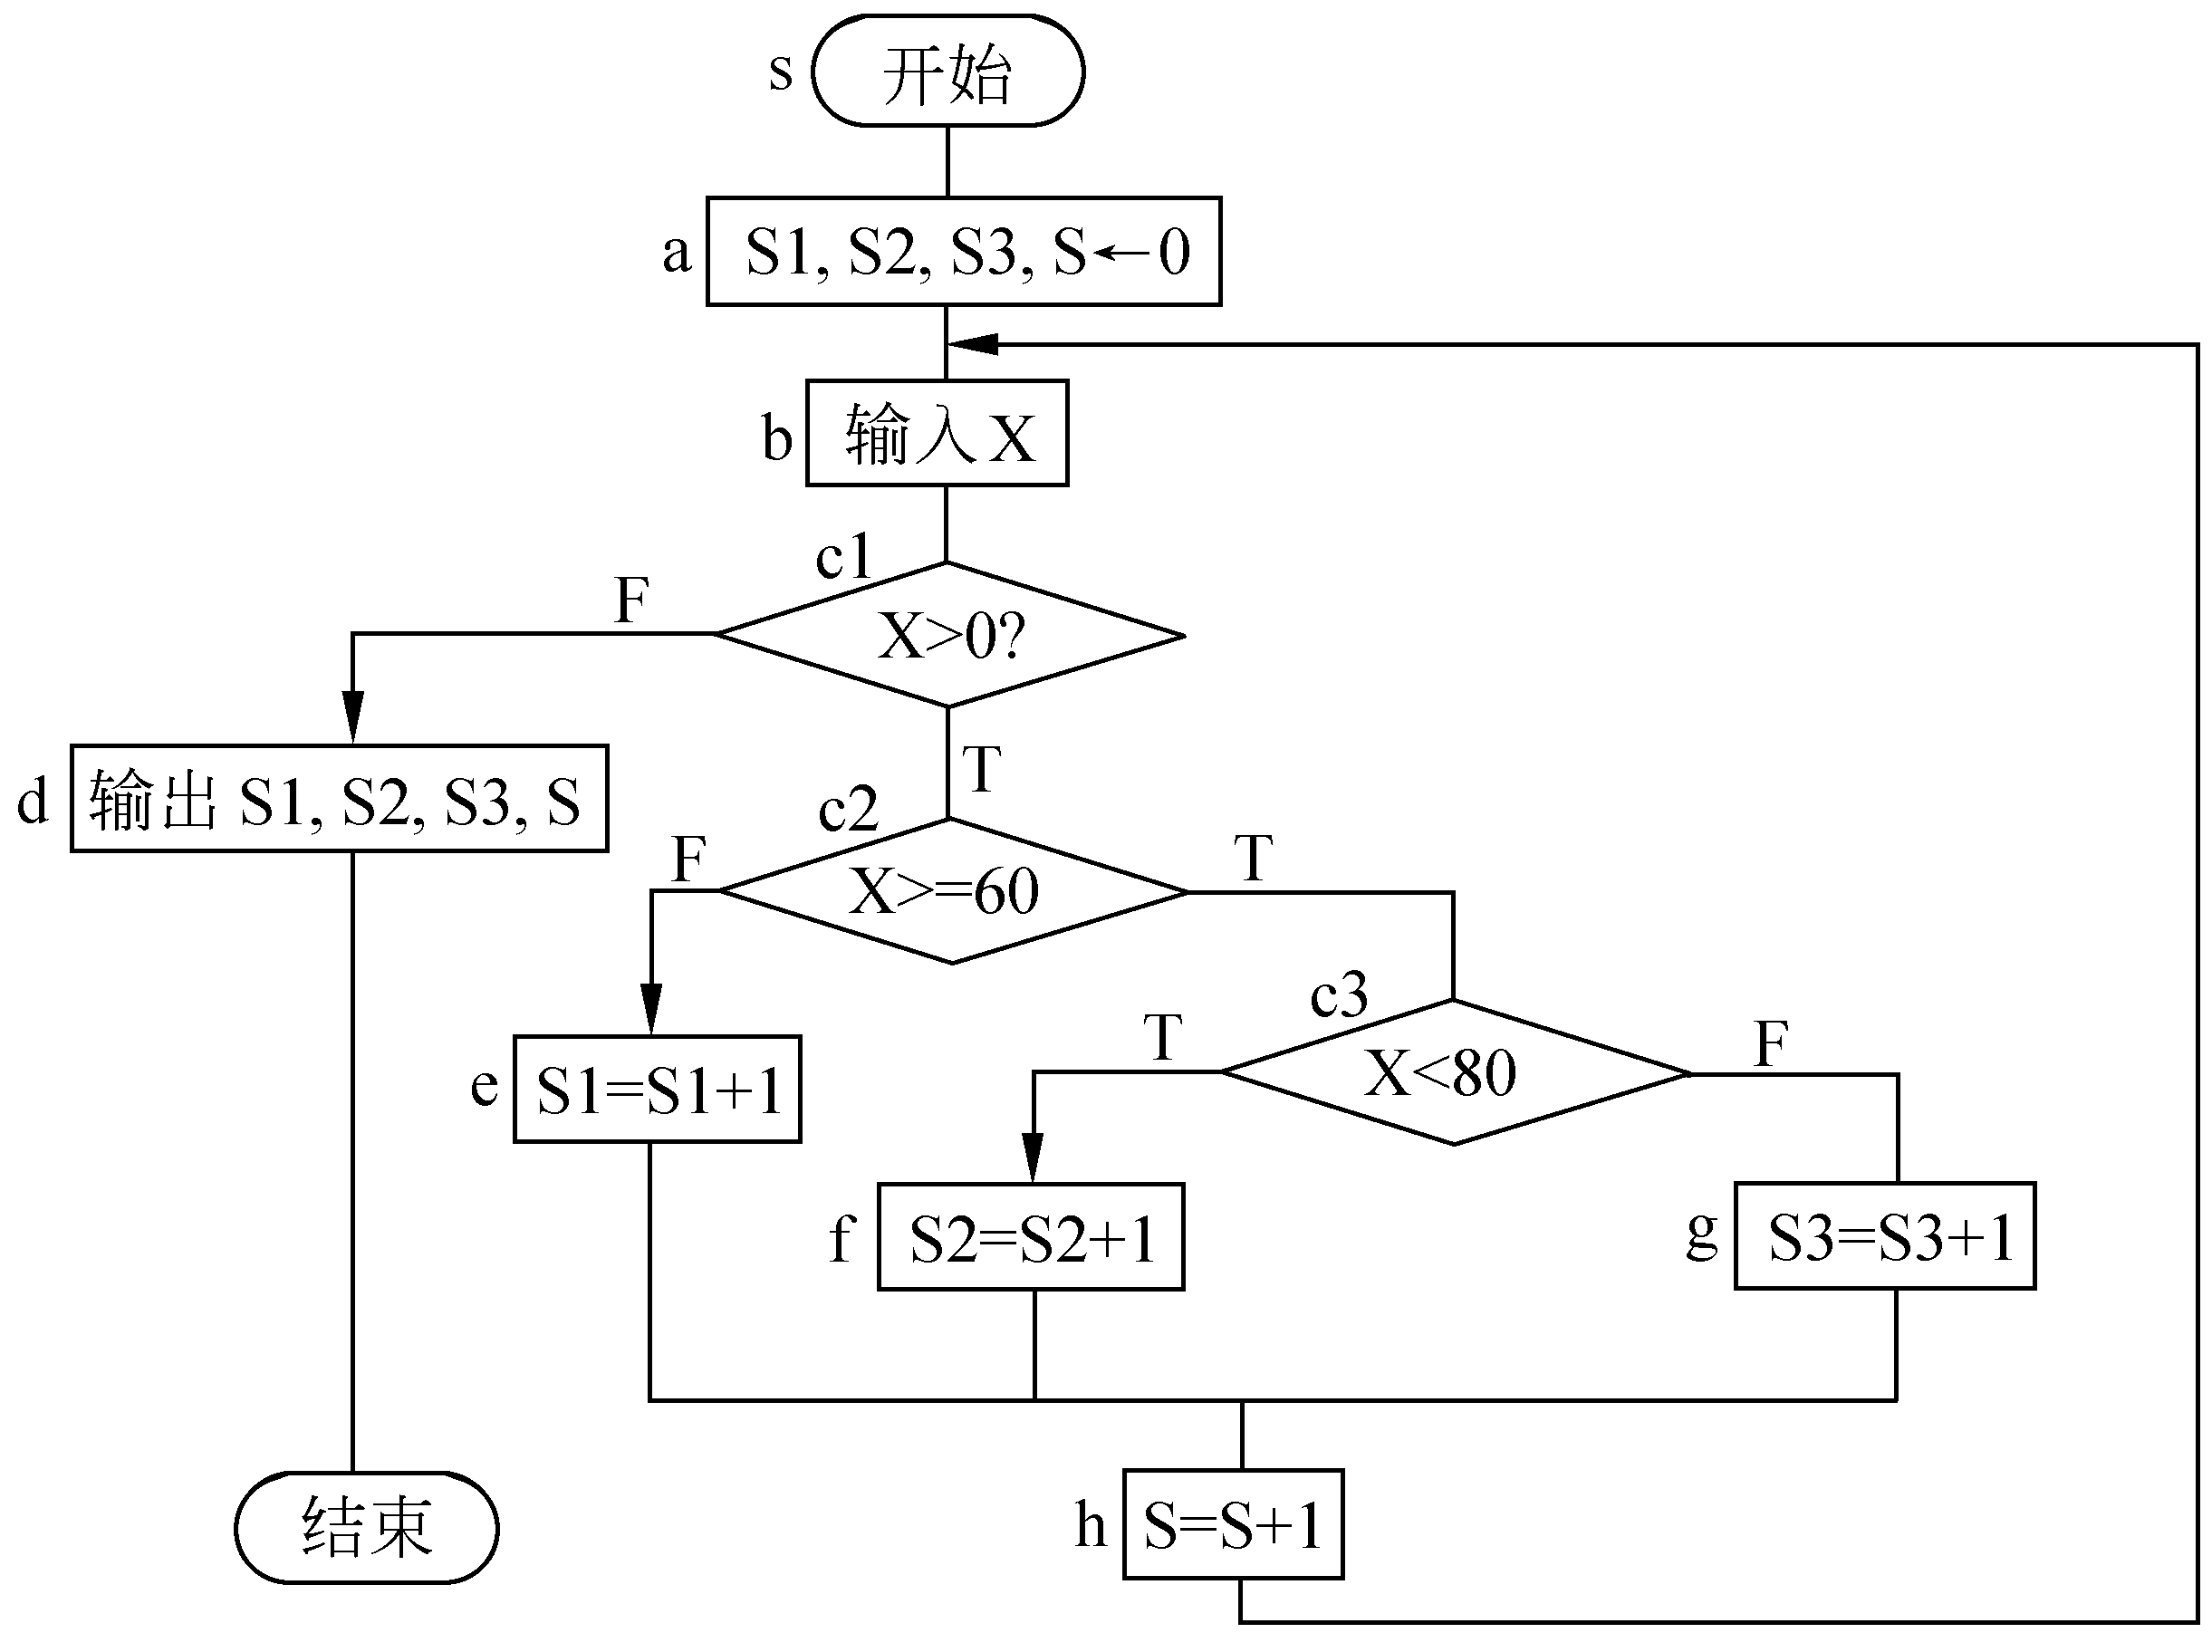 s
开始
a
S1, S2, S3, S←0
b
输入 X
c1
F
X>0?
T
d
输出 S1, S2, S3, S
c2
F
T
X>=60
c3
T
F
X<80
e
S1=S1+1
f
S2=S2+1
g
S3=S3+1
结束
h
S=S+1